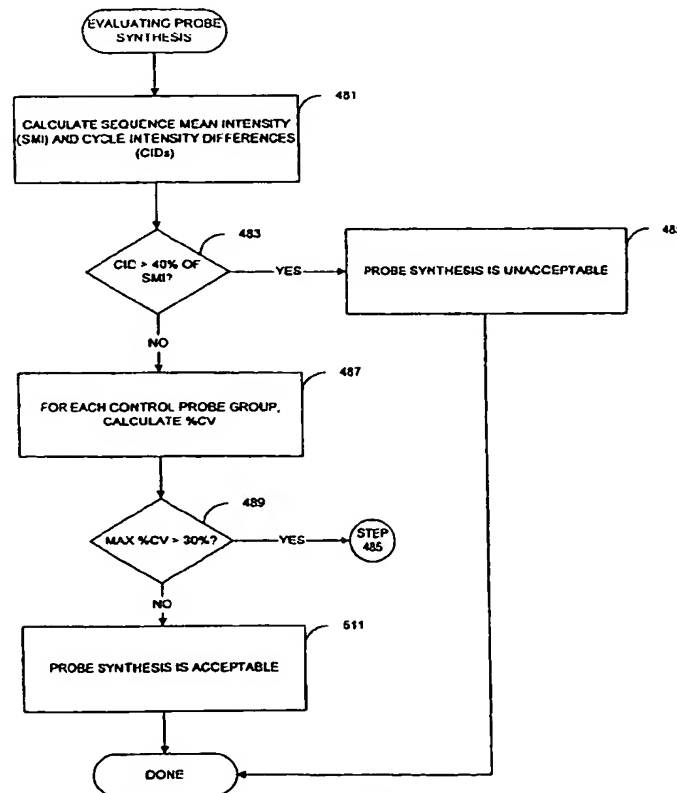 EVALUATING PROBE
SYNTHESIS
481
CALCULATE SEQUENCE MEAN INTENSITY
(SMI) AND CYCLE INTENSITY DIFFERENCES
(CIDs)
483
CID > 40% OF
SMI?
YES
PROBE SYNTHESIS IS UNACCEPTABLE
NO
487
FOR EACH CONTROL PROBE GROUP,
CALCULATE %CV
489
MAX %CV > 30%?
YES
STEP
485
NO
511
PROBE SYNTHESIS IS ACCEPTABLE
DONE